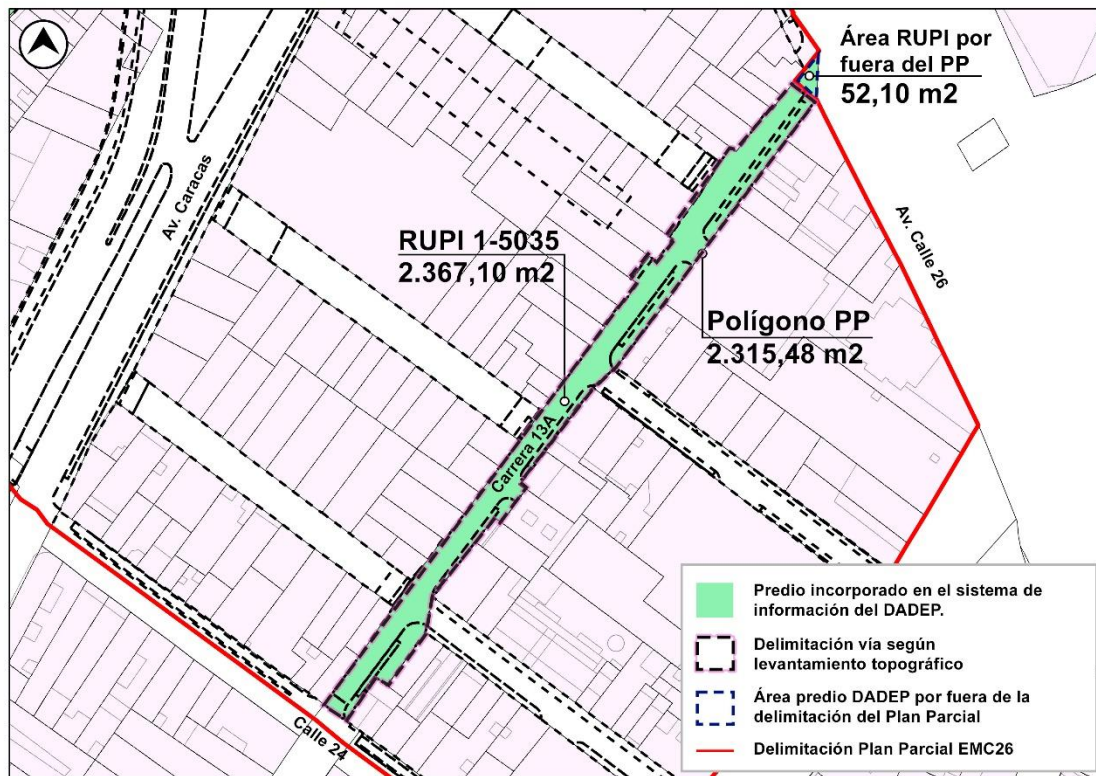 Área RUPI por
fuera del PP
52,10 m2
Av. Caracas
RUPI 1-5035
2.367,10 m2
Av. Calle 26
Polígono PP
2.315,48 m2
Carrera 13A
Calle 24
Predio incorporado en el sistema de
información del DADEP.
Delimitación vía según
levantamiento topográfico
Área predio DADEP por fuera de la
delimitación del Plan Parcial
Delimitación Plan Parcial EMC26